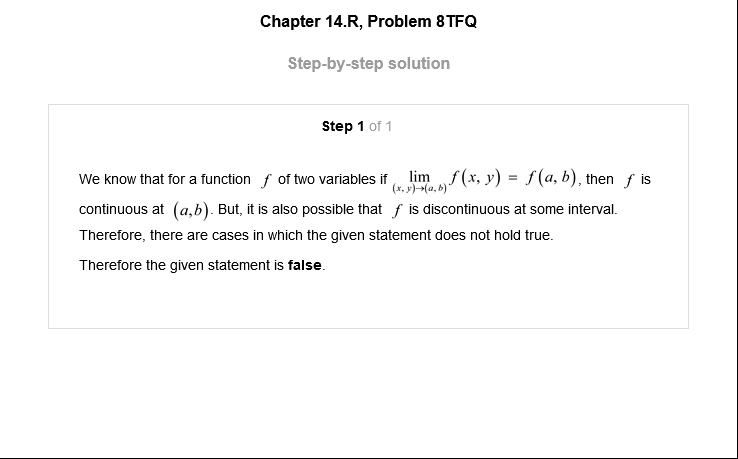 Chapter 14.R, Problem 8TFQ
Step-by-step solution
Step 1 of 1
We know that for a function f of two variables if lim (x, y)→(a, b) f(x, y) = f(a, b), then f is
continuous at (a,b). But, it is also possible that f is discontinuous at some interval.
Therefore, there are cases in which the given statement does not hold true.
Therefore the given statement is false.